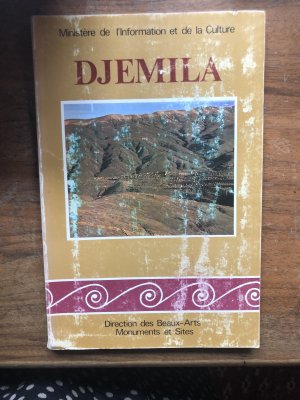 Ministère de l'Information et de la Culture
DJEMILA
Direction des Beaux-Arts
Monuments et Sites